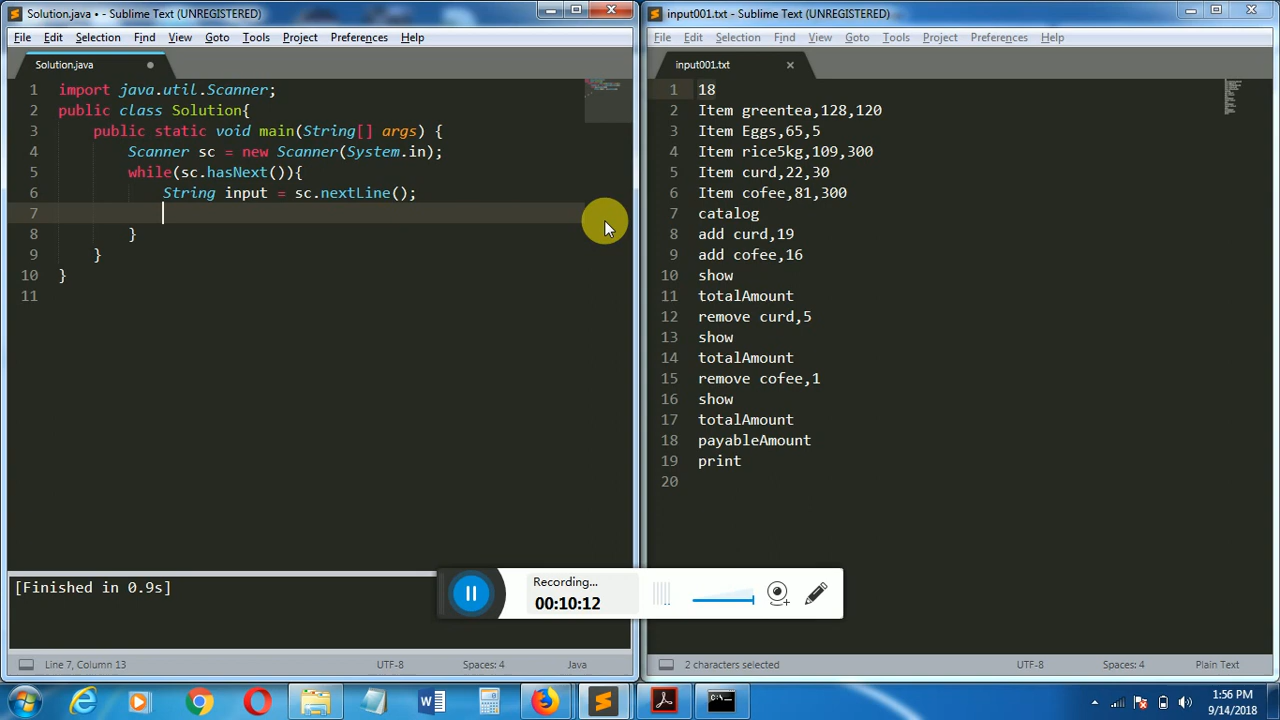 Solution.java • - Sublime Text (UNREGISTERED)
File Edit Selection Find View Goto Tools Project Preferences Help
Solution.java
1 import java.util.Scanner;
2 public class Solution{
3 public static void main(String[] args) {
4 Scanner sc = new Scanner(System.in);
5 while(sc.hasNext()){
6 String input = sc.nextLine();
7
8 }
9 }
10 }
11
[Finished in 0.9s]
Line 7, Column 13 UTF-8 Spaces: 4 Java
input001.txt - Sublime Text (UNREGISTERED)
File Edit Selection Find View Goto Tools Project Preferences Help
input001.txt
1 18
2 Item greentea,128,120
3 Item Eggs,65,5
4 Item rice5kg,109,300
5 Item curd,22,30
6 Item cofee,81,300
7 catalog
8 add curd,19
9 add cofee,16
10 show
11 totalAmount
12 remove curd,5
13 show
14 totalAmount
15 remove cofee,1
16 show
17 totalAmount
18 payableAmount
19 print
20
2 characters selected UTF-8 Spaces: 4 Plain Text
Recording...
00:10:12
1:56 PM
9/14/2018